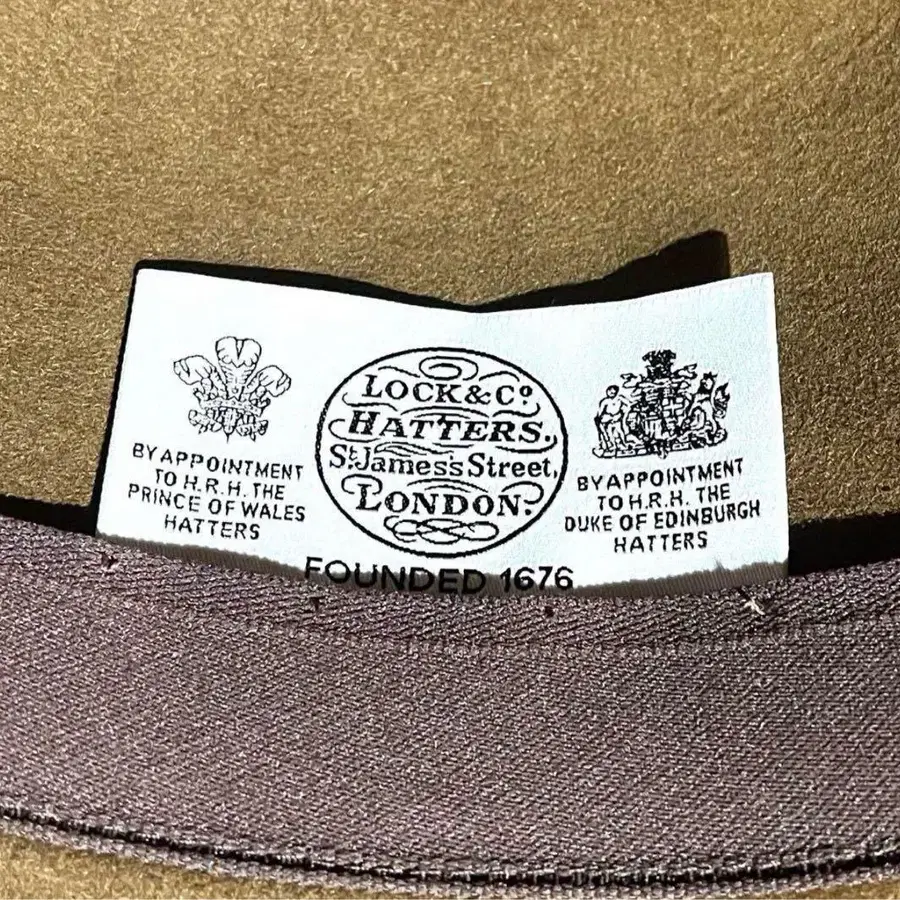 BY APPOINTMENT
TO H.R.H. THE
PRINCE OF WALES
HATTERS
LOCK & Co.
HATTERS,
St. James's Street,
LONDON.
FOUNDED 1676
BY APPOINTMENT
TO H.R.H. THE
DUKE OF EDINBURGH
HATTERS